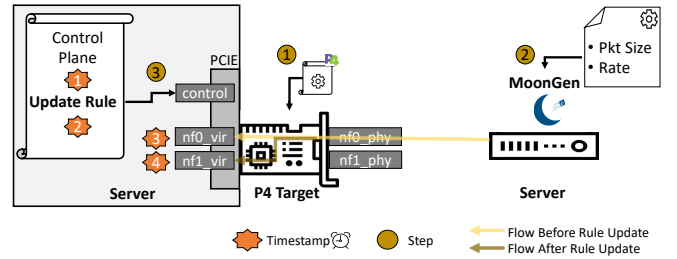 Control
Plane
1
Update Rule
2
3
PCIE
control
3
nf0_vir
4
nf1_vir
Server
1
P4
nf0_phy
nf1_phy
P4 Target
2
• Pkt Size
• Rate
MoonGen
Server
Timestamp
Step
Flow Before Rule Update
Flow After Rule Update